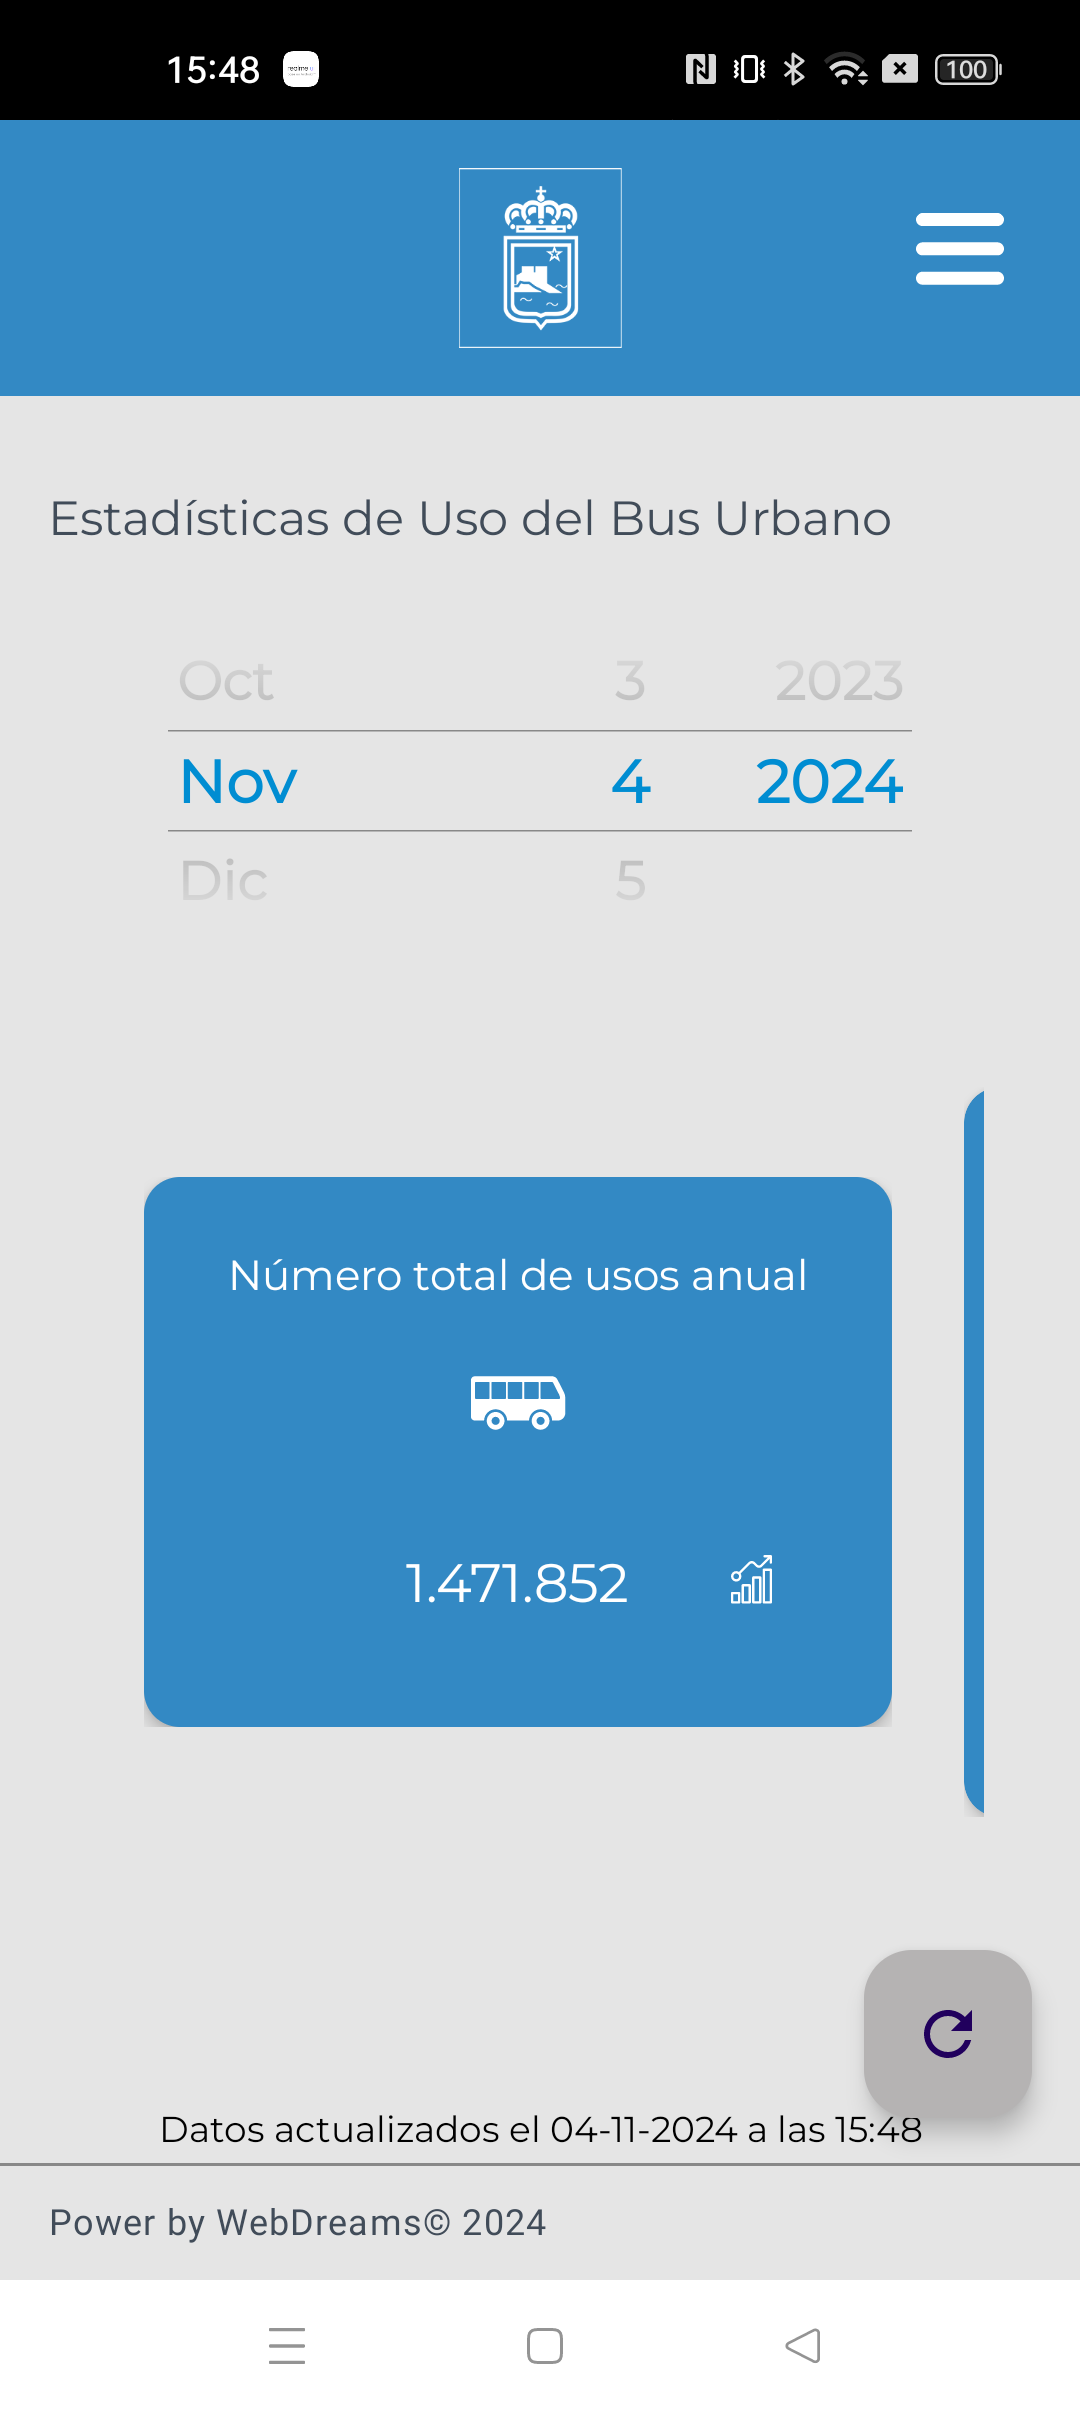 15:48
100
Estadísticas de Uso del Bus Urbano
Oct 3 2023
Nov 4 2024
Dic 5
Número total de usos anual
1.471.852
Datos actualizados el 04-11-2024 a las 15:48
Power by WebDreams© 2024